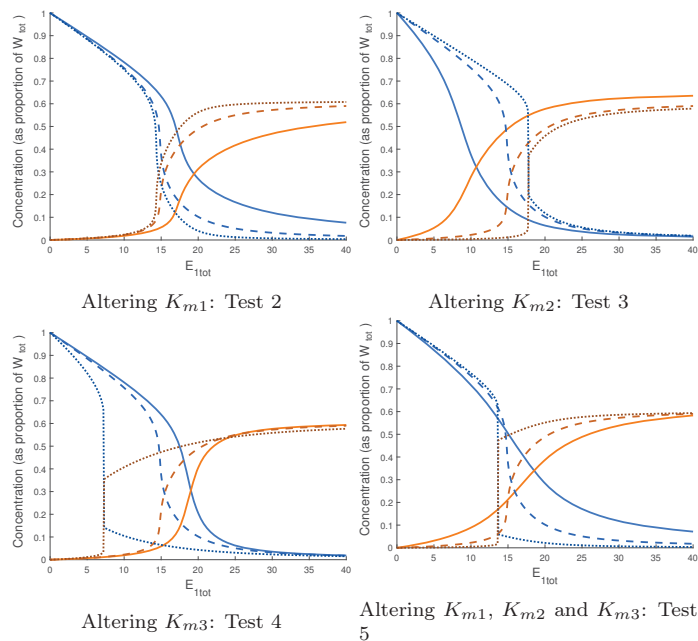 Concentration (as proportion of W tot )
1
0.9
0.8
0.7
0.6
0.5
0.4
0.3
0.2
0.1
0
0 5 10 15 20 25 30 35 40
E1tot
Altering Km1: Test 2
Concentration (as proportion of W tot )
1
0.9
0.8
0.7
0.6
0.5
0.4
0.3
0.2
0.1
0
0 5 10 15 20 25 30 35 40
E1tot
Altering Km2: Test 3
Concentration (as proportion of W tot )
1
0.9
0.8
0.7
0.6
0.5
0.4
0.3
0.2
0.1
0
0 5 10 15 20 25 30 35 40
E1tot
Altering Km3: Test 4
Concentration (as proportion of W tot )
1
0.9
0.8
0.7
0.6
0.5
0.4
0.3
0.2
0.1
0
0 5 10 15 20 25 30 35 40
E1tot
Altering Km1, Km2 and Km3: Test
5